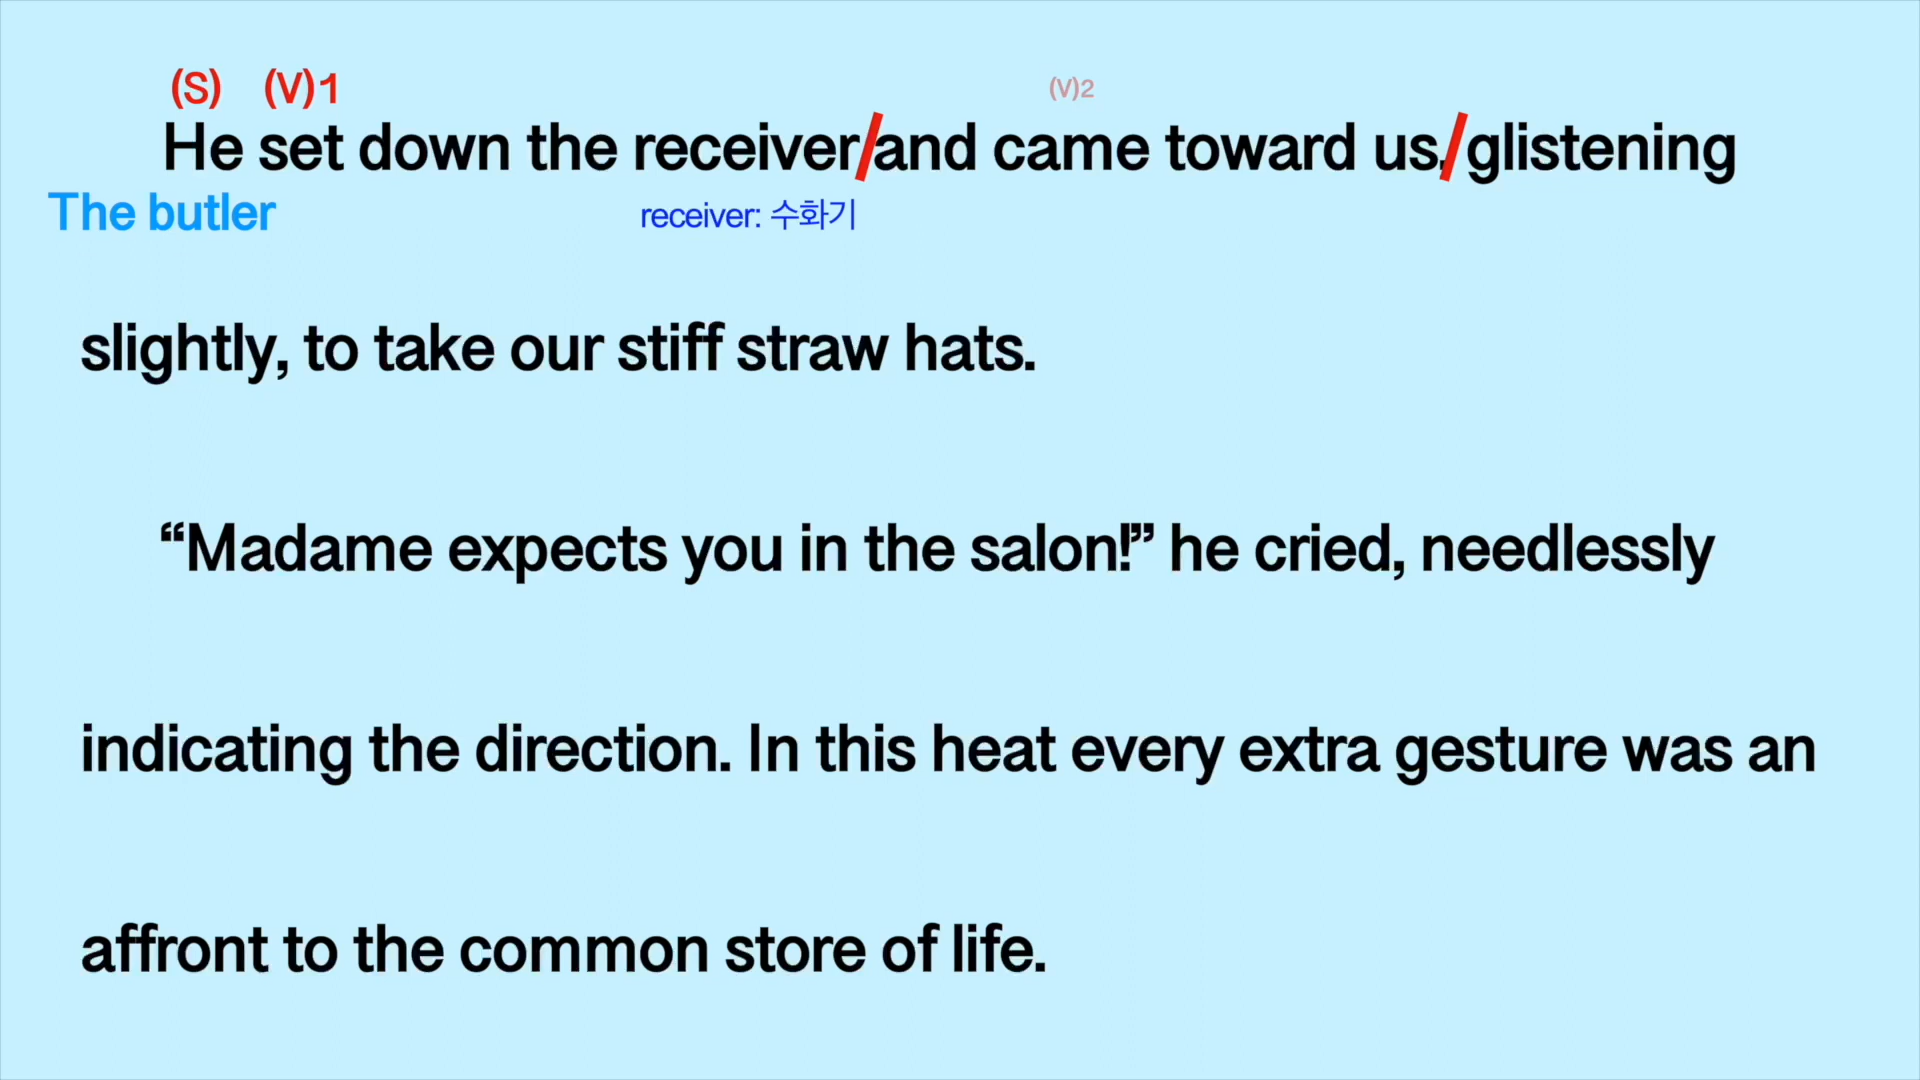 (S) (V)1 (V)2
He set down the receiver/and came toward us,/glistening
The butler receiver: 수화기
slightly, to take our stiff straw hats.
“Madame expects you in the salon!” he cried, needlessly
indicating the direction. In this heat every extra gesture was an
affront to the common store of life.